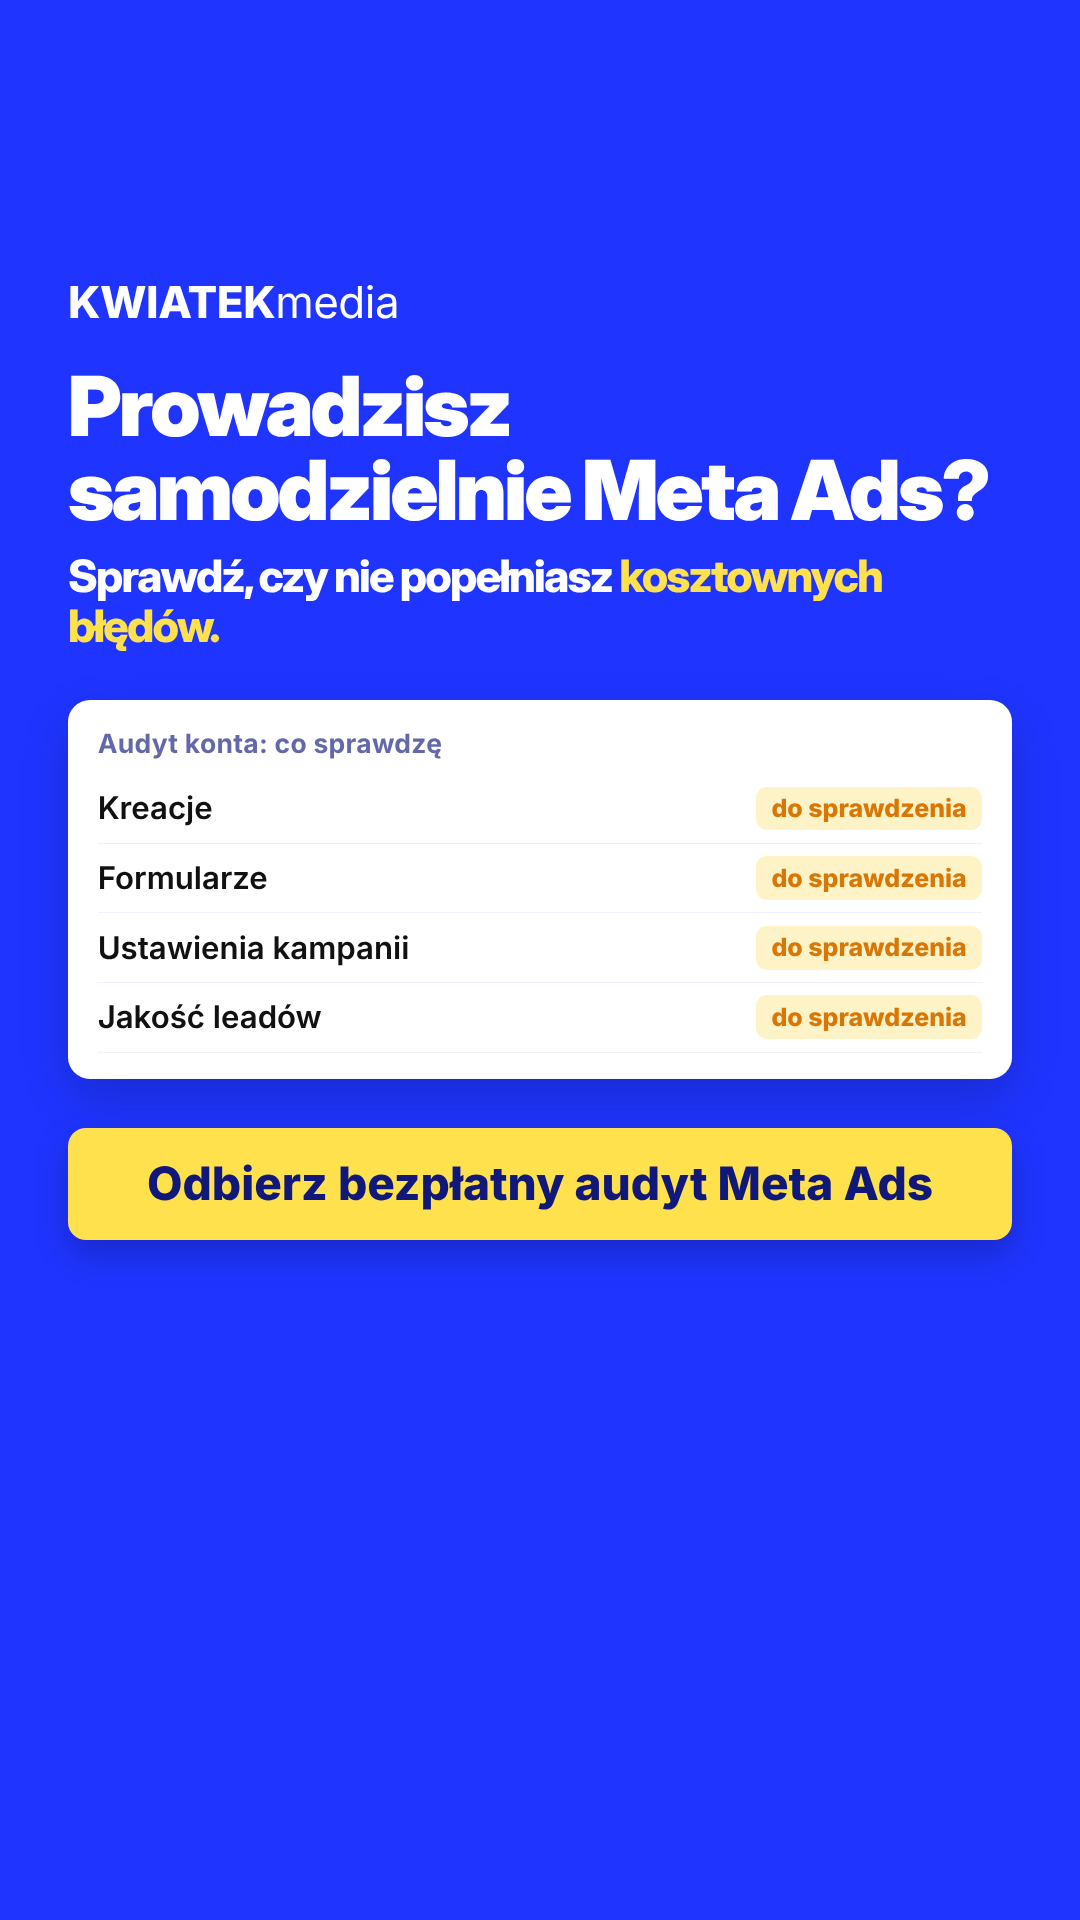 KWIATEKmedia
Prowadzisz
samodzielnie Meta Ads?
Sprawdź, czy nie popełniasz kosztownych
błędów.
Audyt konta: co sprawdzę
Kreacje do sprawdzenia
Formularze do sprawdzenia
Ustawienia kampanii do sprawdzenia
Jakość leadów do sprawdzenia
Odbierz bezpłatny audyt Meta Ads